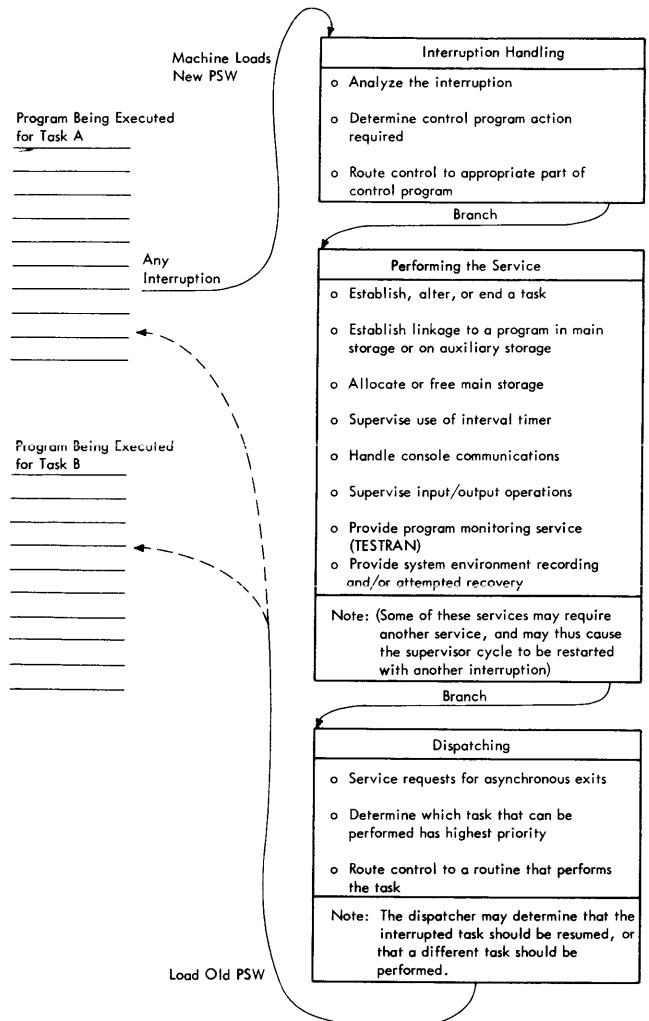 Machine Loads
New PSW
Program Being Executed
for Task A
Any
Interruption
Interruption Handling
o Analyze the interruption
o Determine control program action
required
o Route control to appropriate part of
control program
Branch
Performing the Service
o Establish, alter, or end a task
o Establish linkage to a program in main
storage or on auxiliary storage
o Allocate or free main storage
o Supervise use of interval timer
o Handle console communications
o Supervise input/output operations
o Provide program monitoring service
(TESTRAN)
o Provide system environment recording
and/or attempted recovery
Note: (Some of these services may require
another service, and may thus cause
the supervisor cycle to be restarted
with another interruption)
Program Being Executed
for Task B
Branch
Dispatching
o Service requests for asynchronous exits
o Determine which task that can be
performed has highest priority
o Route control to a routine that performs
the task
Note: The dispatcher may determine that the
interrupted task should be resumed, or
that a different task should be
performed.
Load Old PSW